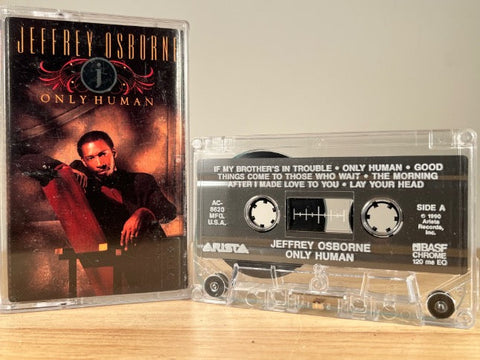 JEFFREY OSBORNE
j
ONLY HUMAN
IF MY BROTHER'S IN TROUBLE • ONLY HUMAN • GOOD
THINGS COME TO THOSE WHO WAIT • THE MORNING
AFTER I MADE LOVE TO YOU • LAY YOUR HEAD
AC-
8620
MFG.
U.S.A.
SIDE A
© 1990
Arista
Records,
Inc.
ARISTA
JEFFREY OSBORNE
ONLY HUMAN
BASF
CHROME
120 ms EQ